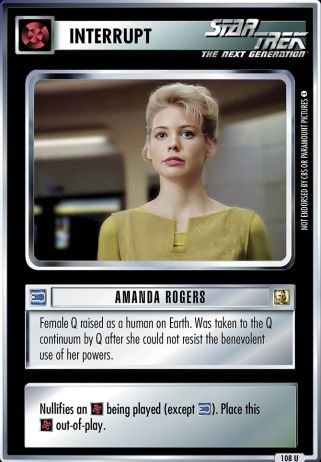 INTERRUPT
STAR TREK
THE NEXT GENERATION®
NOT ENDORSED BY CBS OR PARAMOUNT PICTURES
AMANDA ROGERS
Female Q raised as a human on Earth. Was taken to the Q
continuum by Q after she could not resist the benevolent
use of her powers.
Nullifies an being played (except ). Place this
out-of-play.
108 U